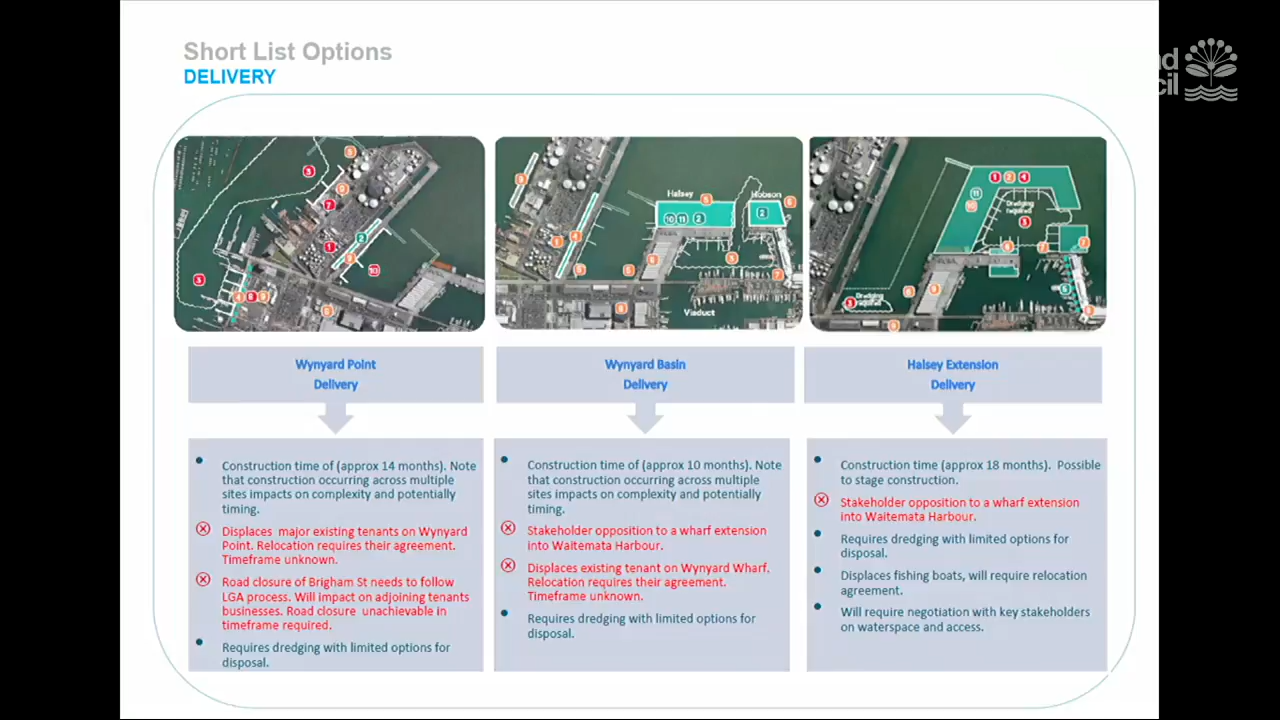 Short List Options
DELIVERY
nd
cil
Halsey
Hobson
Viaduct
Dredging
required
Dredging
required
Wynyard Point
Delivery
Wynyard Basin
Delivery
Halsey Extension
Delivery
Construction time of (approx 14 months). Note
that construction occurring across multiple
sites impacts on complexity and potentially
timing.
Displaces major existing tenants on Wynyard
Point. Relocation requires their agreement.
Timeframe unknown.
Road closure of Brigham St needs to follow
LGA process. Will impact on adjoining tenants
businesses. Road closure unachievable in
timeframe required.
Requires dredging with limited options for
disposal.
Construction time of (approx 10 months). Note
that construction occurring across multiple
sites impacts on complexity and potentially
timing.
Stakeholder opposition to a wharf extension
into Waitemata Harbour.
Displaces existing tenant on Wynyard Wharf.
Relocation requires their agreement.
Timeframe unknown.
Requires dredging with limited options for
disposal.
Construction time (approx 18 months). Possible
to stage construction.
Stakeholder opposition to a wharf extension
into Waitemata Harbour.
Requires dredging with limited options for
disposal.
Displaces fishing boats, will require relocation
agreement.
Will require negotiation with key stakeholders
on waterspace and access.